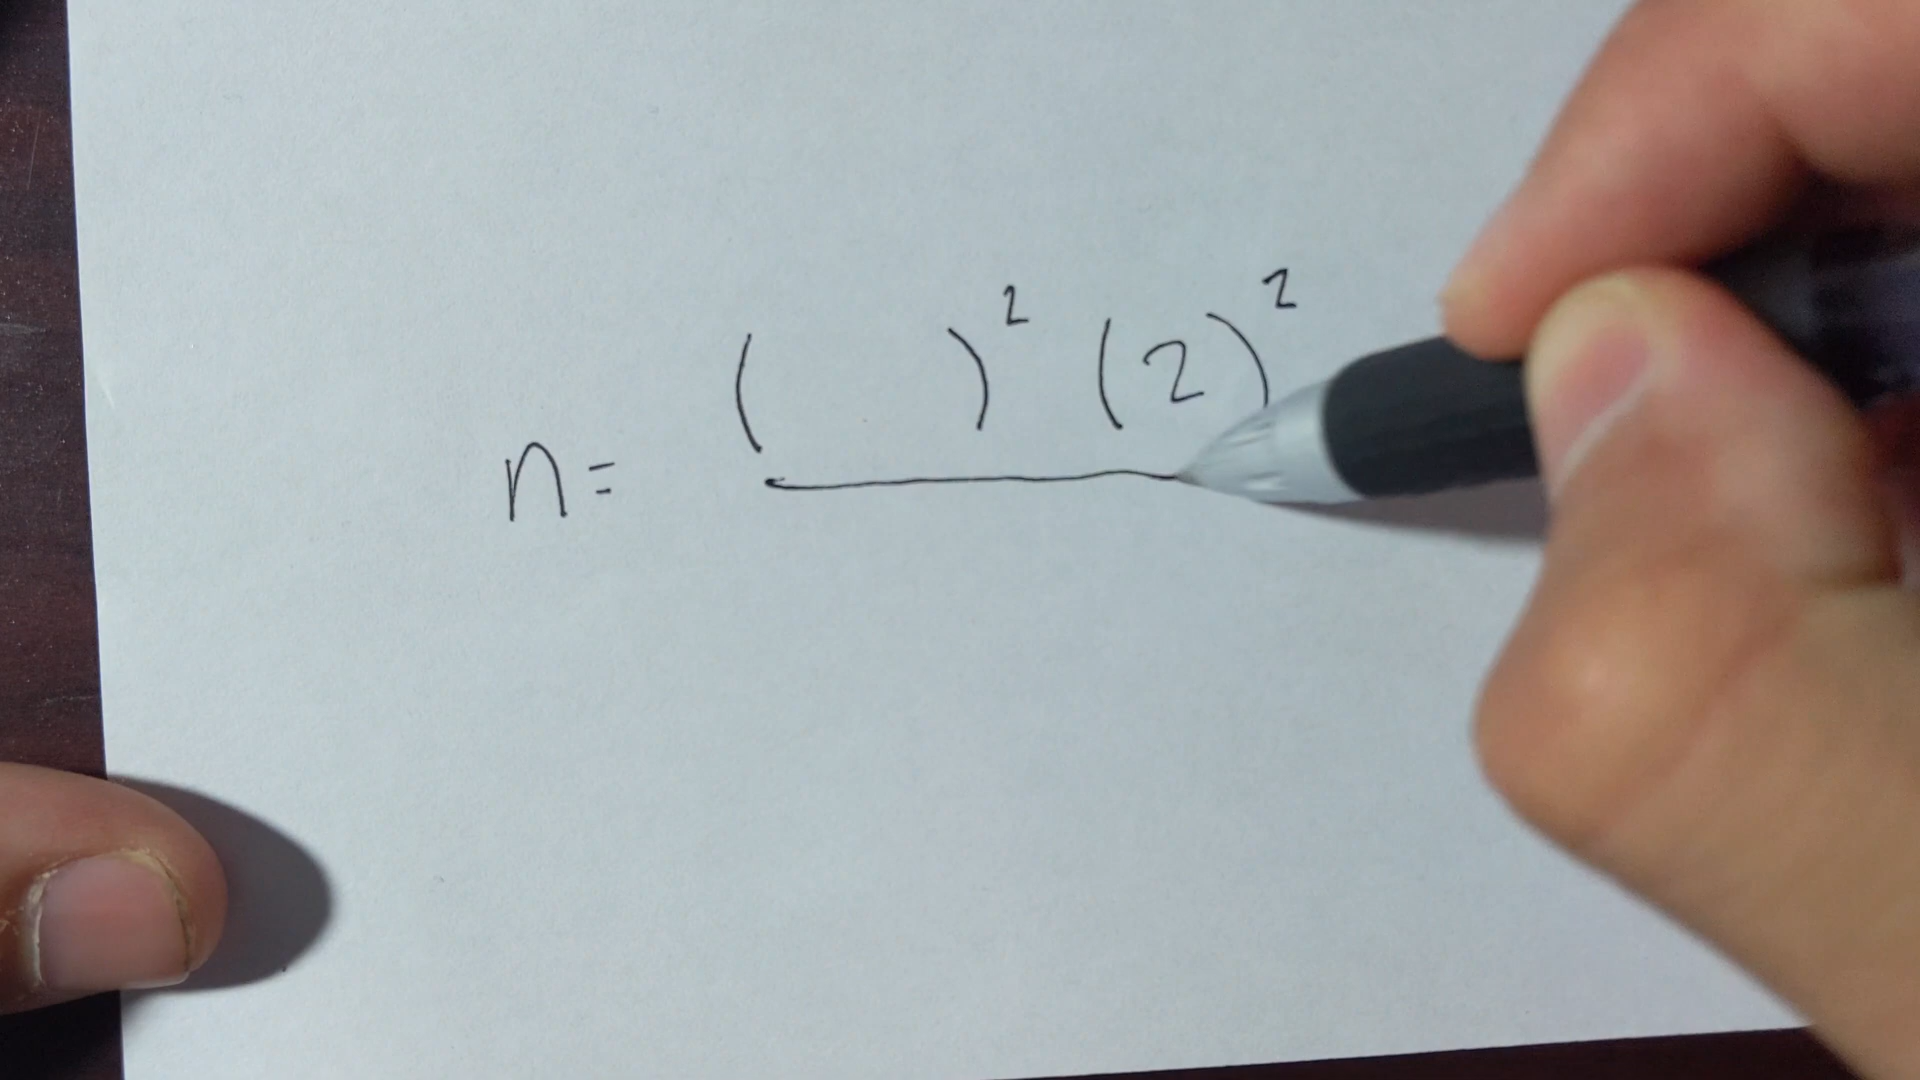 n= (   )² (2)²